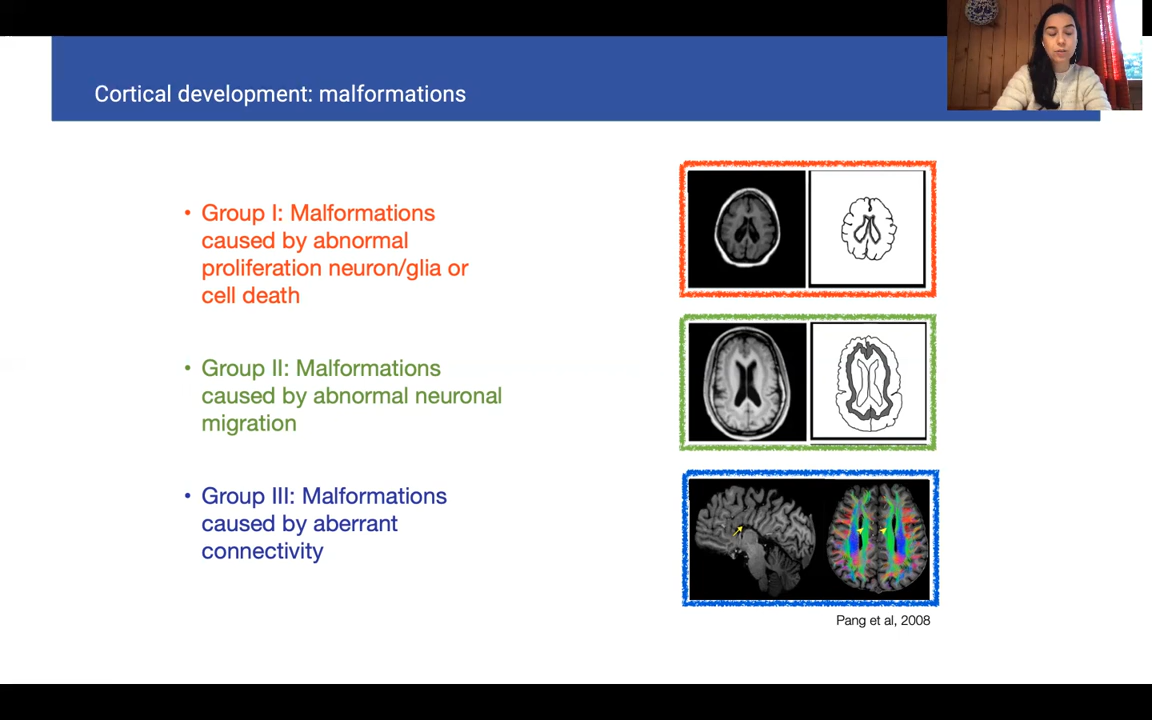 Cortical development: malformations
• Group I: Malformations
caused by abnormal
proliferation neuron/glia or
cell death
• Group II: Malformations
caused by abnormal neuronal
migration
• Group III: Malformations
caused by aberrant
connectivity
Pang et al, 2008